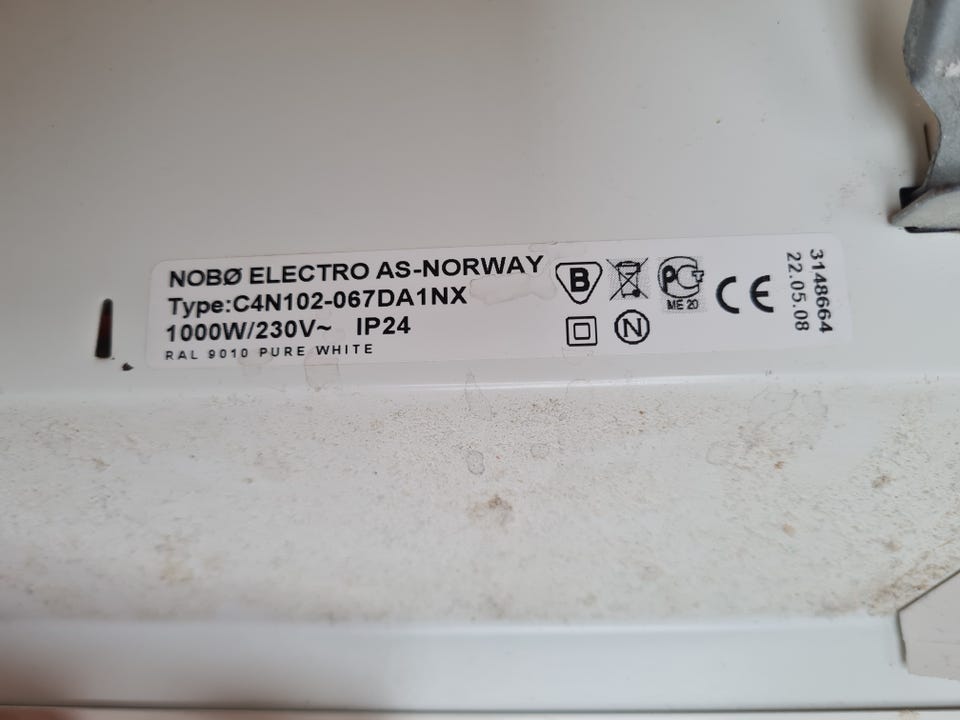 NOBØ ELECTRO AS-NORWAY
Type:C4N102-067DA1NX
1000W/230V~ IP24
RAL 9010 PURE WHITE
B
PG
ME 20
N
CE
3148664
22.05.08